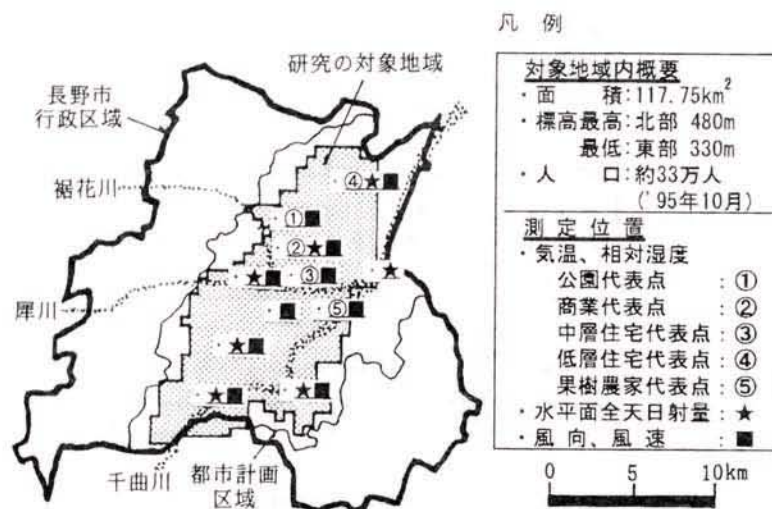 凡 例
研究の対象地域
長野市
行政区域
裾花川
犀川
千曲川
都市計画
区域
④★■
①■
②★■
★■
③■
★
■
⑤■
★■
★■
★■
対象地域内概要
・面 積:117.75km²
・標高最高:北部 480m
最低:東部 330m
・人 口:約33万人
('95年10月)
測定位置
・気温、相対湿度
公園代表点 :①
商業代表点 :②
中層住宅代表点 :③
低層住宅代表点 :④
果樹農家代表点 :⑤
・水平面全天日射量:★
・風向、風速 :■
0 5 10km